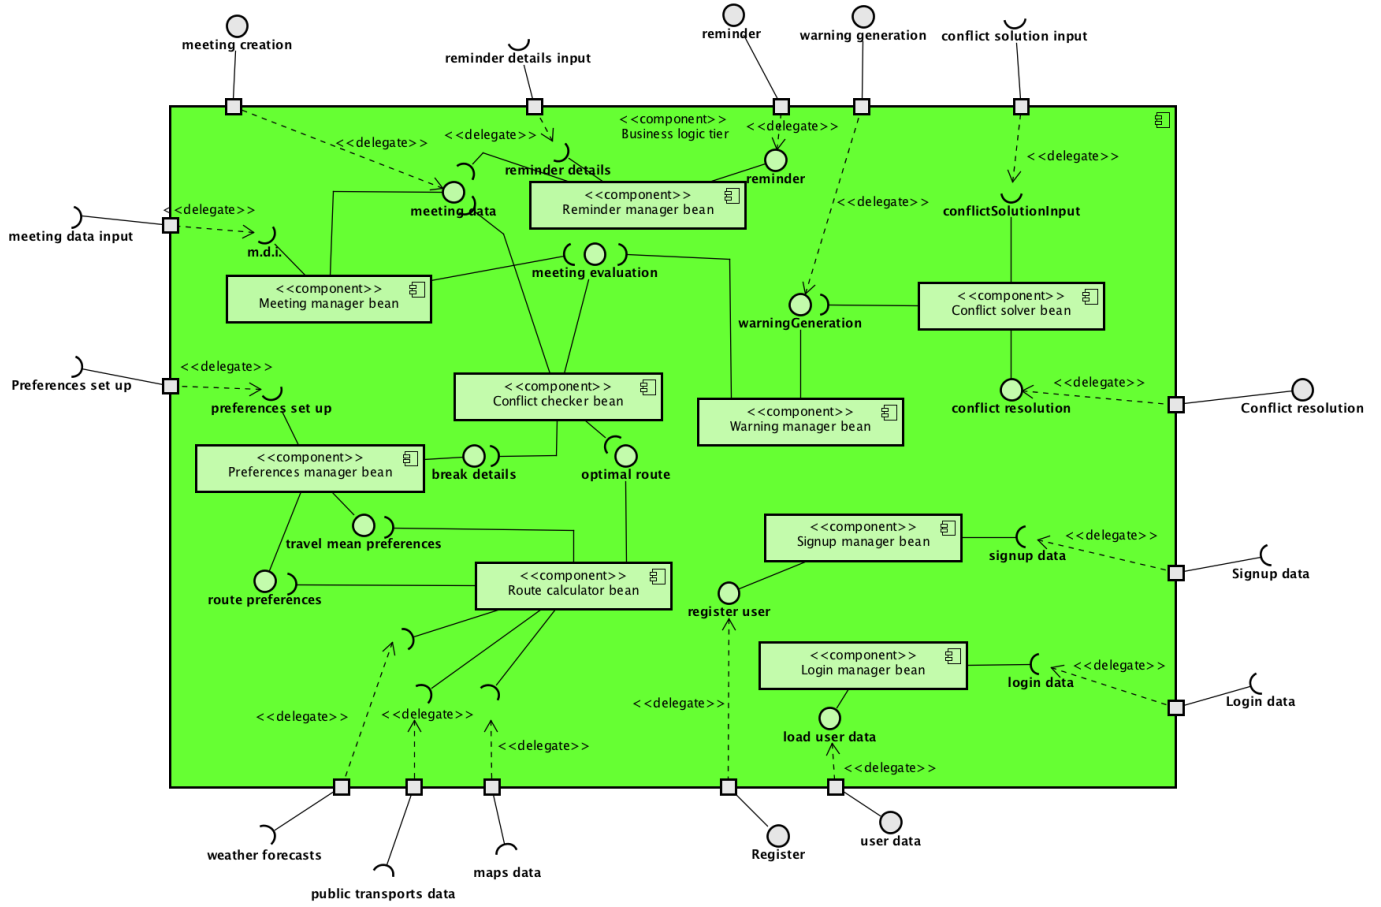 meeting creation
reminder details input
reminder
warning generation
conflict solution input
<<component>>
Business logic tier
<<delegate>>
<<delegate>>
<<delegate>>
<<delegate>>
reminder details
reminder
<<component>>
Reminder manager bean
meeting data
<<delegate>>
<<delegate>>
conflictSolutionInput
meeting data input
m.d.i.
meeting evaluation
<<component>>
Meeting manager bean
<<component>>
Conflict solver bean
warningGeneration
<<delegate>>
Preferences set up
preferences set up
<<component>>
Conflict checker bean
<<delegate>>
conflict resolution
Conflict resolution
<<component>>
Warning manager bean
<<component>>
Preferences manager bean
break details
optimal route
travel mean preferences
<<component>>
Signup manager bean
signup data
<<delegate>>
Signup data
route preferences
<<component>>
Route calculator bean
register user
<<component>>
Login manager bean
login data
<<delegate>>
Login data
<<delegate>>
<<delegate>>
<<delegate>>
<<delegate>>
load user data
<<delegate>>
weather forecasts
public transports data
maps data
Register
user data